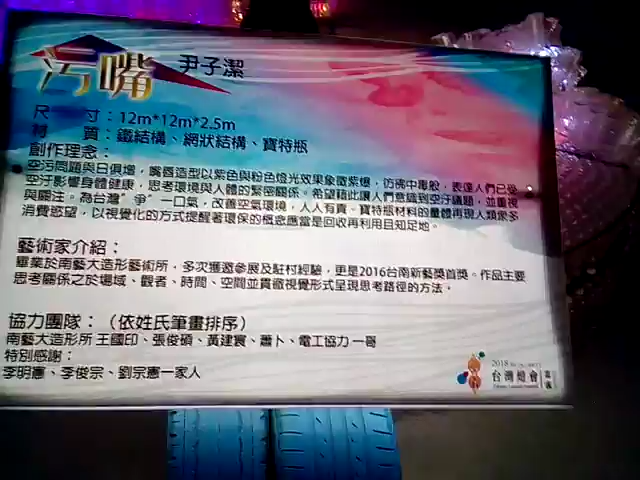 污嘴 尹子潔
尺 寸：12m*12m*2.5m
材 質：鐵結構、網狀結構、寶特瓶
創作理念：
空污問題與日俱增，嘴唇造型以紫色與粉色燈光效果象徵紫爆，彷彿中毒般，表達人們已受
空汙影響身體健康，思考環境與人體的緊密關係。希望藉此讓人們意識到空汙議題，並重視
與關注。為台灣〝爭〞一口氣，改善空氣環境，人人有責。寶特瓶材料的量體再現人類眾多
消費慾望，以視覺化的方式提醒著環保的概念應當是回收再利用且知足地。
藝術家介紹：
畢業於南藝大造形藝術所，多次獲邀參展及駐村經驗，更是2016台南新藝獎首獎。作品主要
思考關係之於場域、觀者、時間、空間並貫徹視覺形式呈現思考路徑的方法。
協力團隊：（依姓氏筆畫排序）
南藝大造形所 王國印、張俊碩、黃建寰、蕭卜、電工協力 一哥
特別感謝：
李明憲、李俊宗、劉宗憲一家人
2018
台灣燈會
嘉義